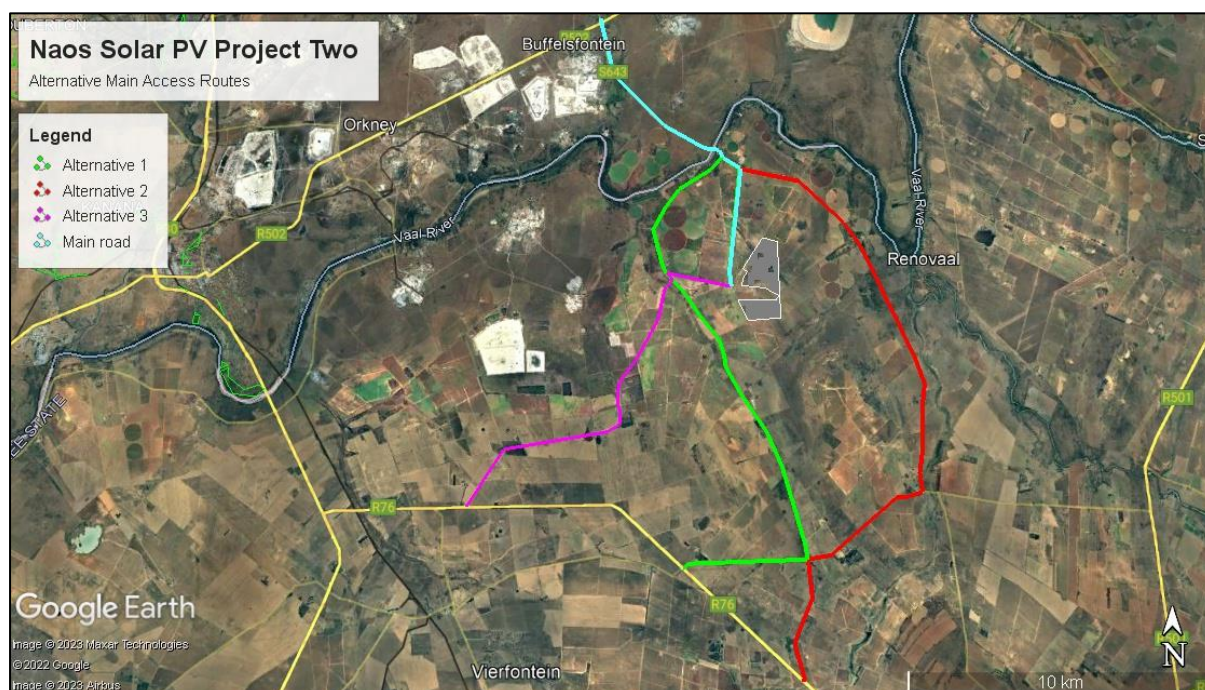 Naos Solar PV Project Two
Alternative Main Access Routes
Legend
Alternative 1
Alternative 2
Alternative 3
Main road
Buffelsfontein
S643
Orkney
R502
Vaal River
Vaal River
Renovaal
R501
R76
R76
Vierfontein
Google Earth
Image © 2023 Maxar Technologies
© 2022 Google
Image © 2023 Airbus
10 km
N